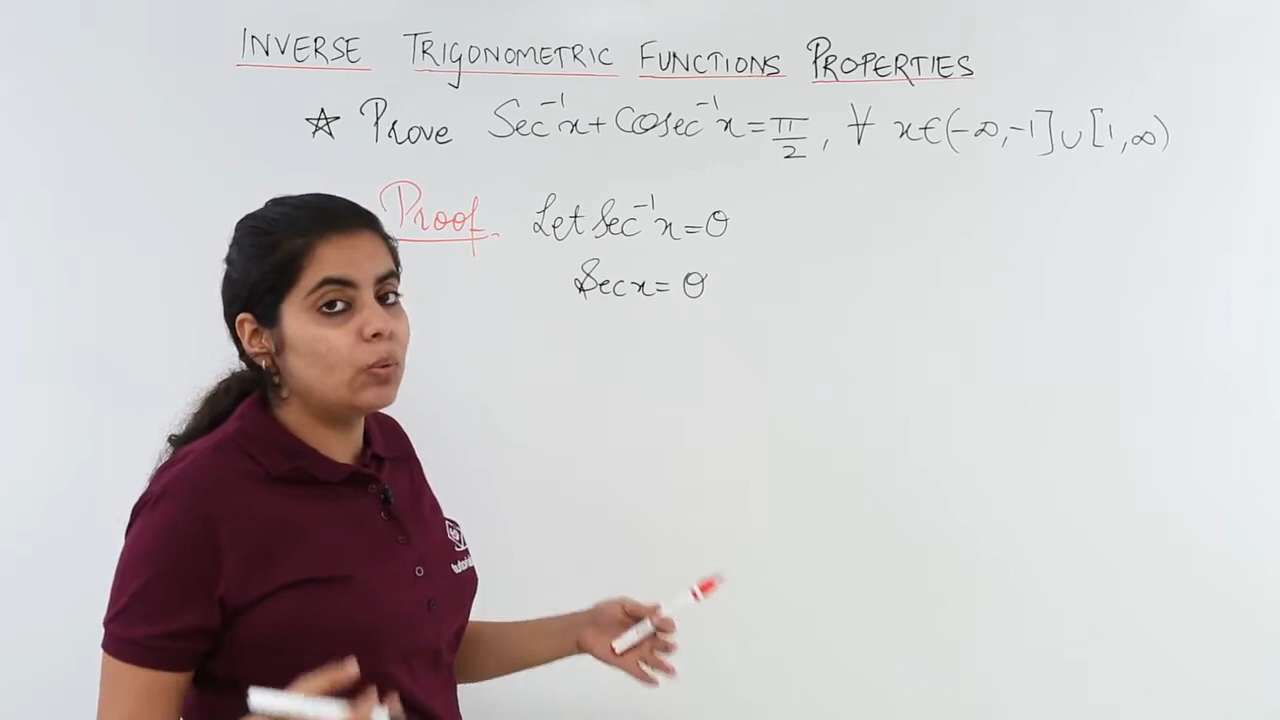 INVERSE TRIGONOMETRIC FUNCTIONS PROPERTIES
☆ Prove Sec⁻¹x + Cosec⁻¹x = π/2, ∀ x∈(-∞,-1]∪[1,∞)
Proof. Let Sec⁻¹x = θ
Sec x = θ